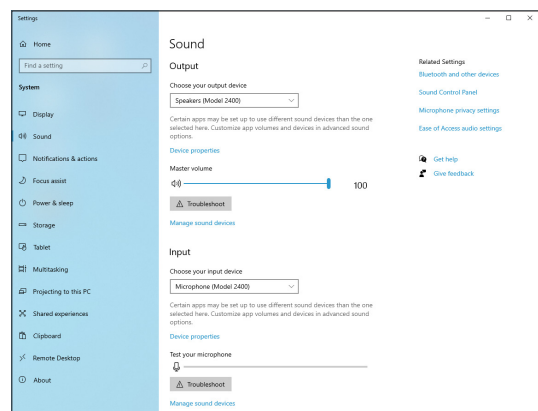 Settings
Home
Find a setting
System
Display
Sound
Notifications & actions
Focus assist
Power & sleep
Storage
Tablet
Multitasking
Projecting to this PC
Shared experiences
Clipboard
Remote Desktop
About
Sound
Output
Choose your output device
Speakers (Model 2400)
Certain apps may be set up to use different sound devices than the one
selected here. Customize app volumes and devices in advanced sound
options.
Device properties
Master volume
100
Troubleshoot
Manage sound devices
Input
Choose your input device
Microphone (Model 2400)
Certain apps may be set up to use different sound devices than the one
selected here. Customize app volumes and devices in advanced sound
options.
Device properties
Test your microphone
Troubleshoot
Manage sound devices
Related Settings
Bluetooth and other devices
Sound Control Panel
Microphone privacy settings
Ease of Access audio settings
Get help
Give feedback